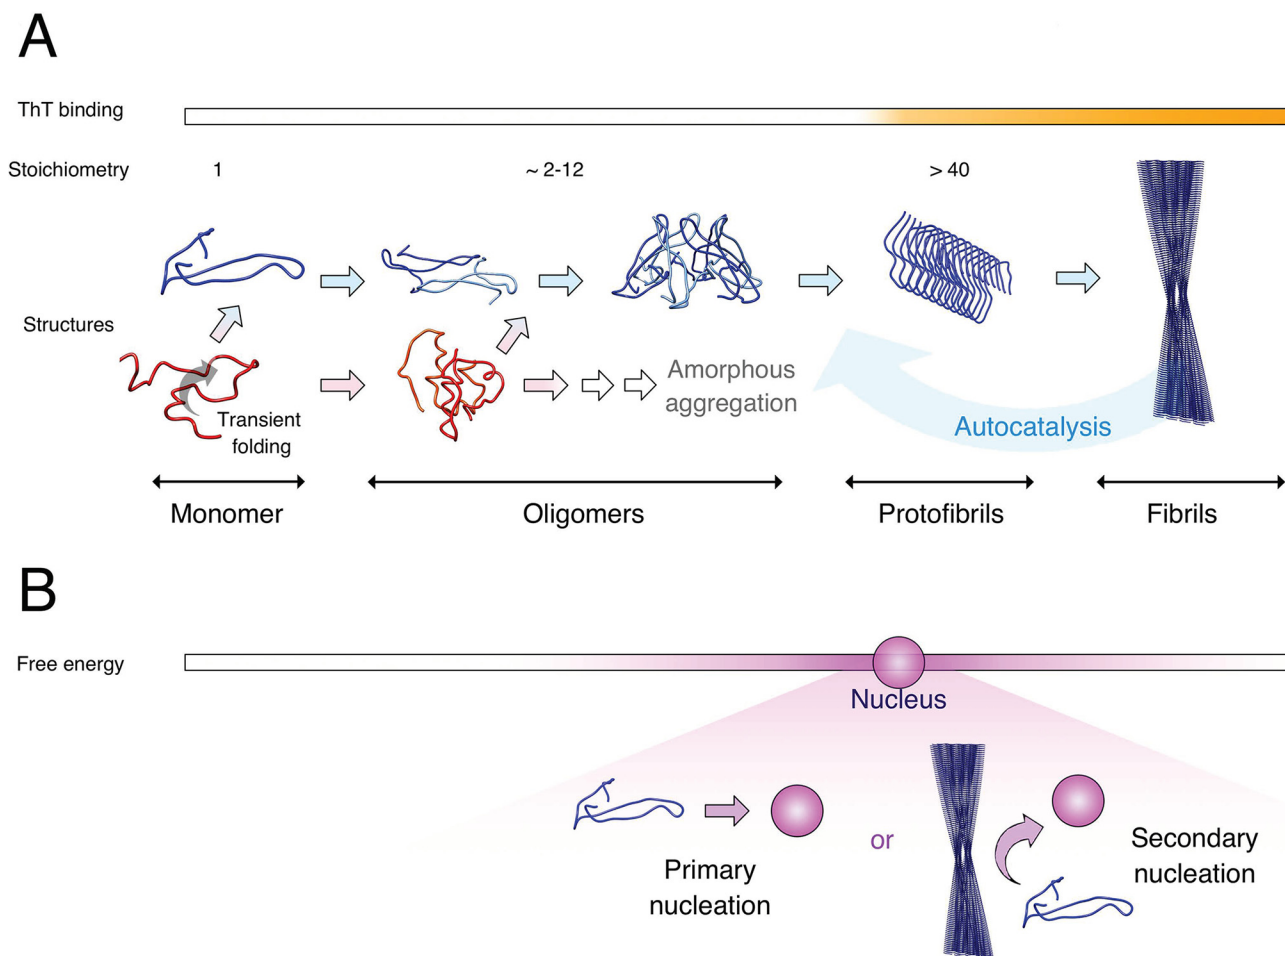 A
ThT binding
Stoichiometry 1 ~ 2-12 > 40
Structures
Transient
folding
Amorphous
aggregation
Autocatalysis
Monomer Oligomers Protofibrils Fibrils
B
Free energy
Nucleus
Primary
nucleation
or
Secondary
nucleation